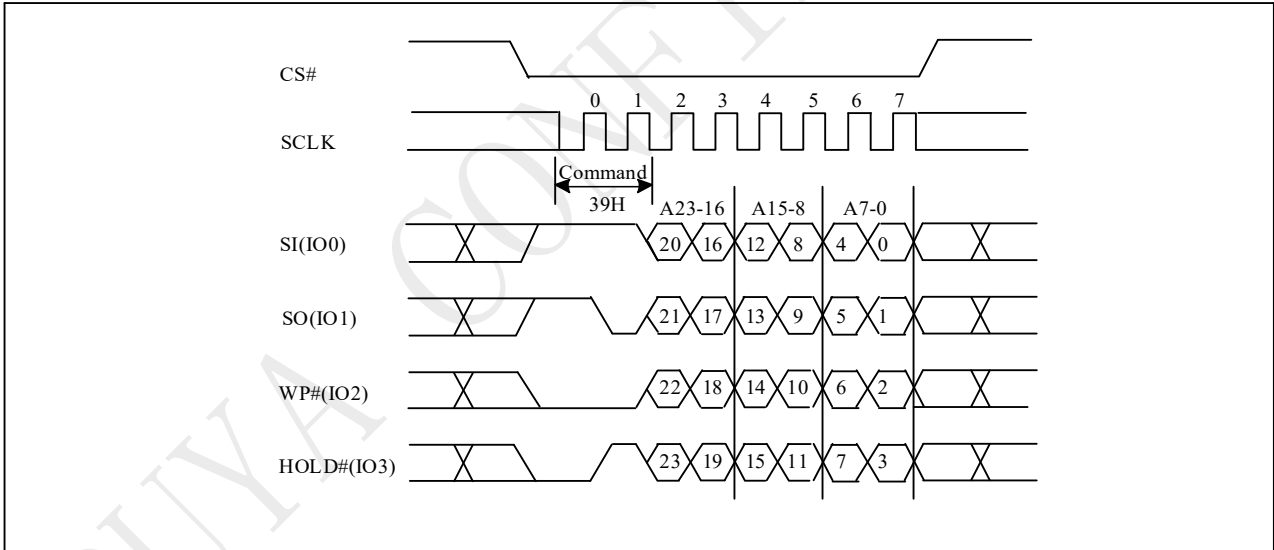 CS#
0 1 2 3 4 5 6 7
SCLK
Command
39H
A23-16 A15-8 A7-0
SI(IO0) 20 16 12 8 4 0
SO(IO1) 21 17 13 9 5 1
WP#(IO2) 22 18 14 10 6 2
HOLD#(IO3) 23 19 15 11 7 3